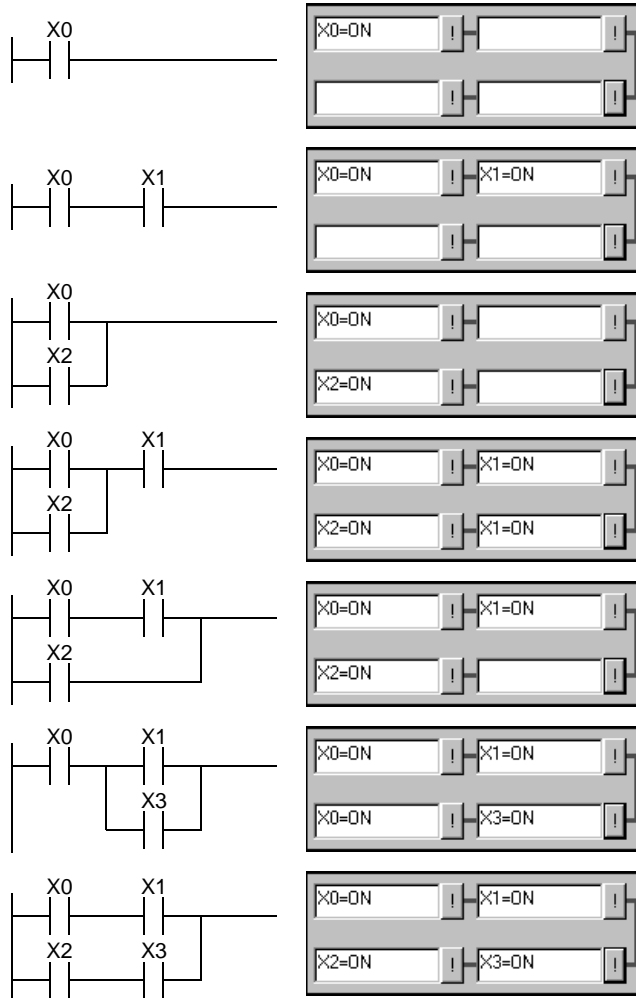 X0
X0=ON ! !
! !
X0 X1
X0=ON ! X1=ON !
! !
X0
X2
X0=ON ! !
X2=ON ! !
X0 X1
X2
X0=ON ! X1=ON !
X2=ON ! X1=ON !
X0 X1
X2
X0=ON ! X1=ON !
X2=ON ! !
X0 X1
X3
X0=ON ! X1=ON !
X0=ON ! X3=ON !
X0 X1
X2 X3
X0=ON ! X1=ON !
X2=ON ! X3=ON !